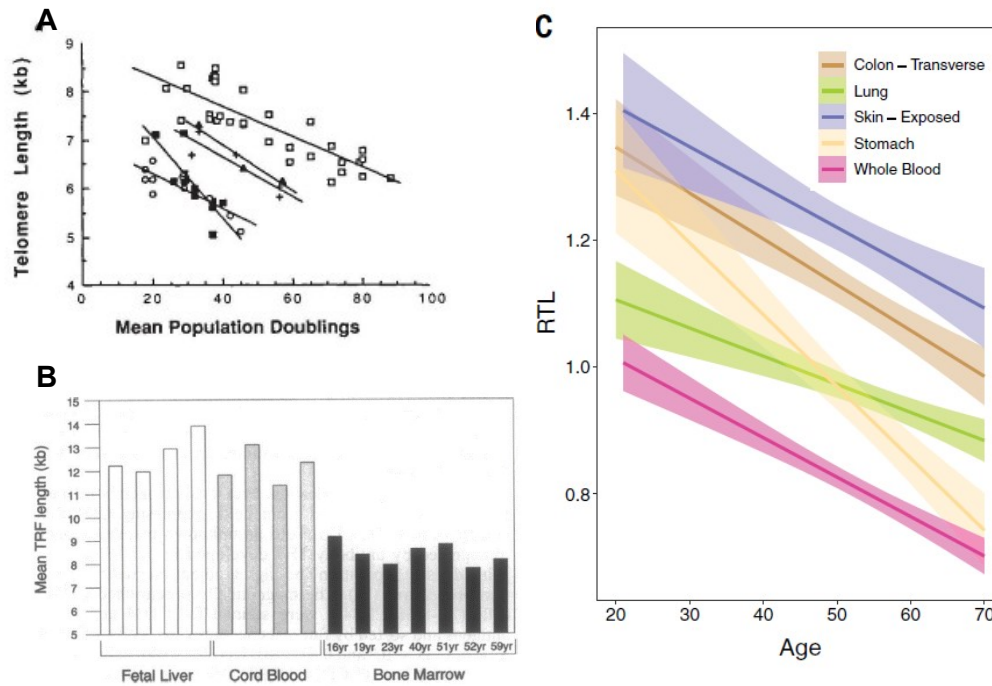 A
Telomere Length (kb)
9
8
7
6
5
4
0
20
40
60
80
100
Mean Population Doublings
B
Mean TRF length (kb)
15
14
13
12
11
10
9
8
7
6
5
16yr 19yr 23yr 40yr 51yr 52yr 59yr
Fetal Liver
Cord Blood
Bone Marrow
C
Colon – Transverse
Lung
Skin – Exposed
Stomach
Whole Blood
RTL
1.4
1.2
1.0
0.8
20
30
40
50
60
70
Age